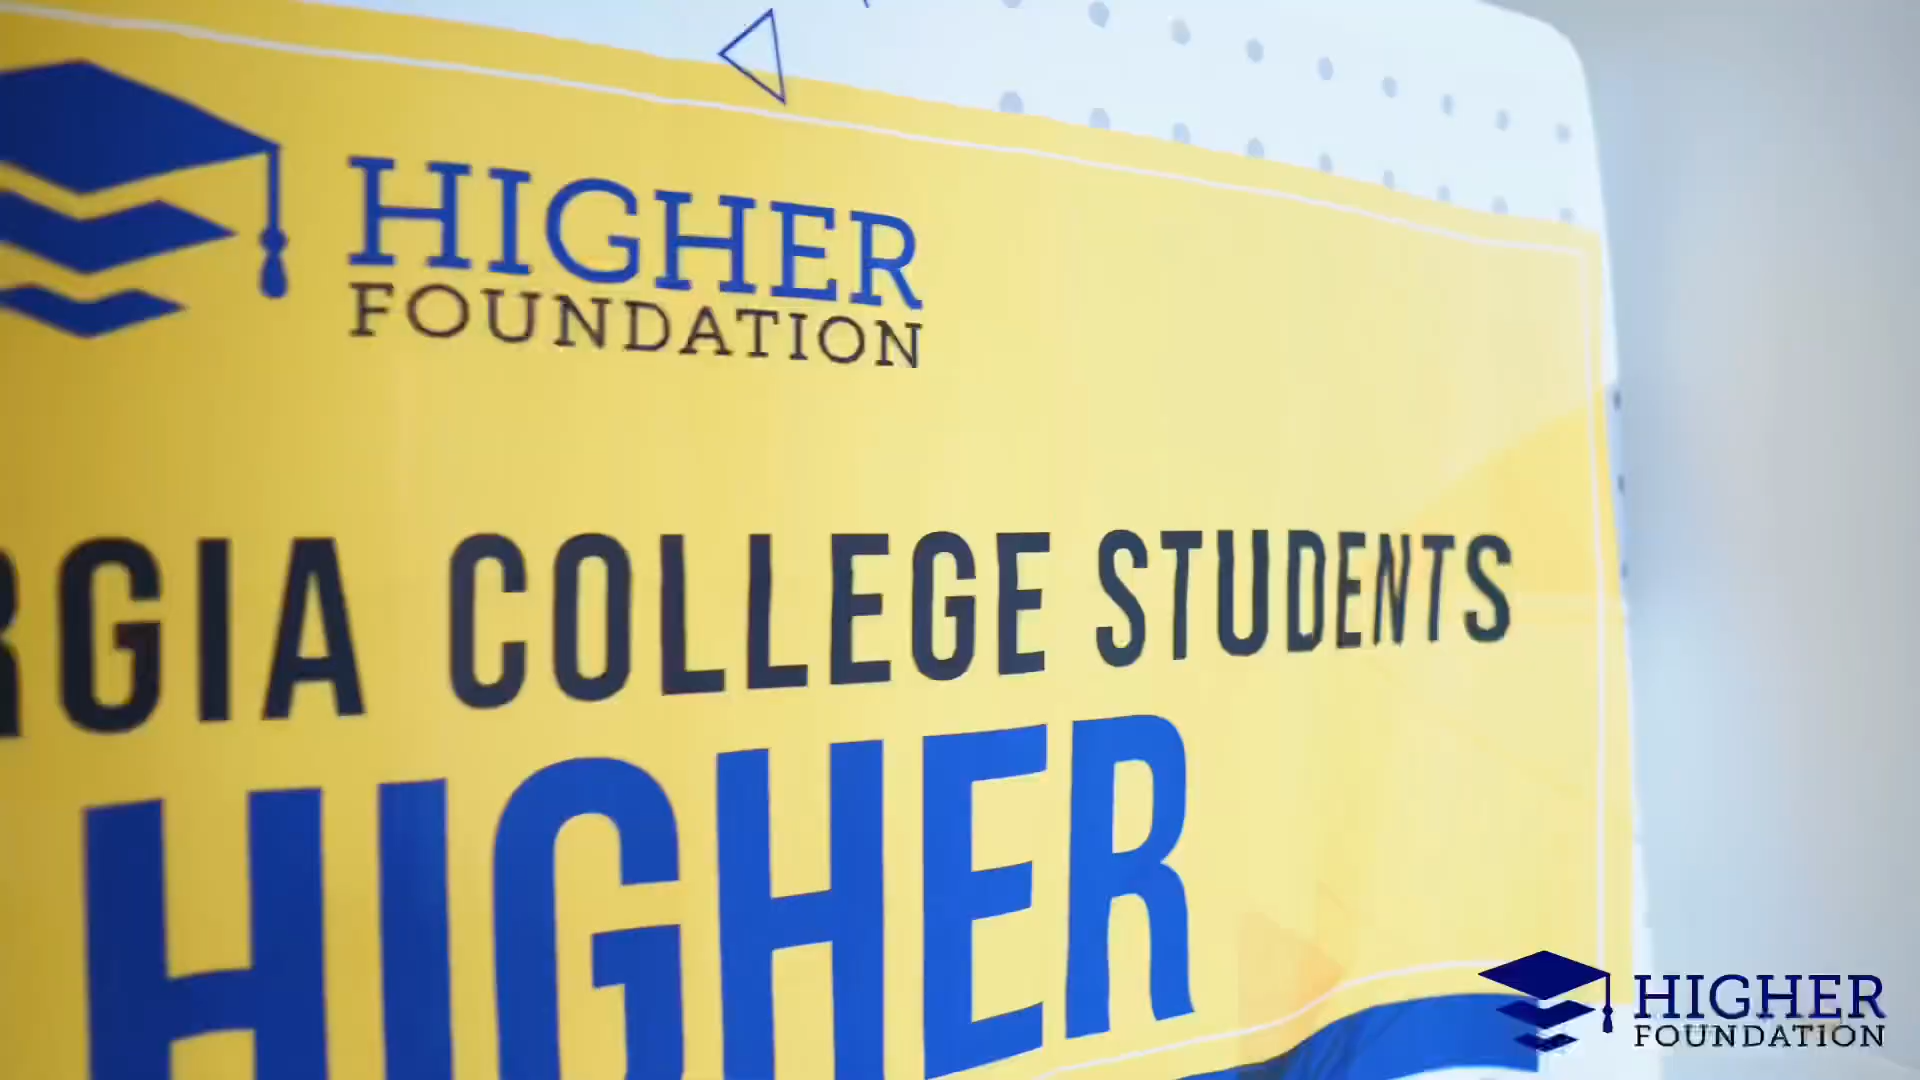 HIGHER
FOUNDATION
RGIA COLLEGE STUDENTS
HIGHER
HIGHER
FOUNDATION